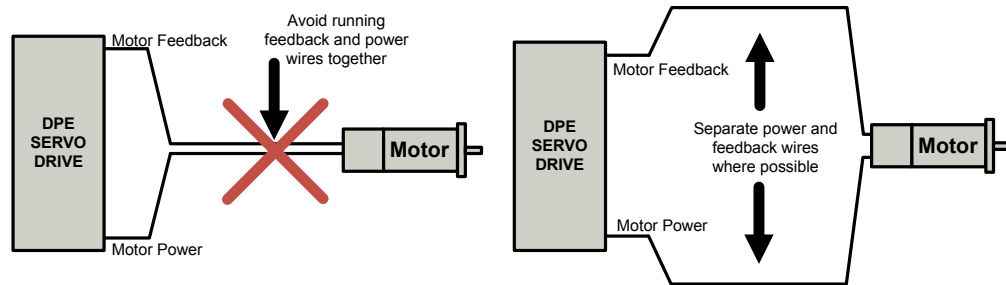 Motor Feedback
Avoid running
feedback and power
wires together
DPE
SERVO
DRIVE
Motor
Motor Power
Motor Feedback
DPE
SERVO
DRIVE
Separate power and
feedback wires
where possible
Motor
Motor Power